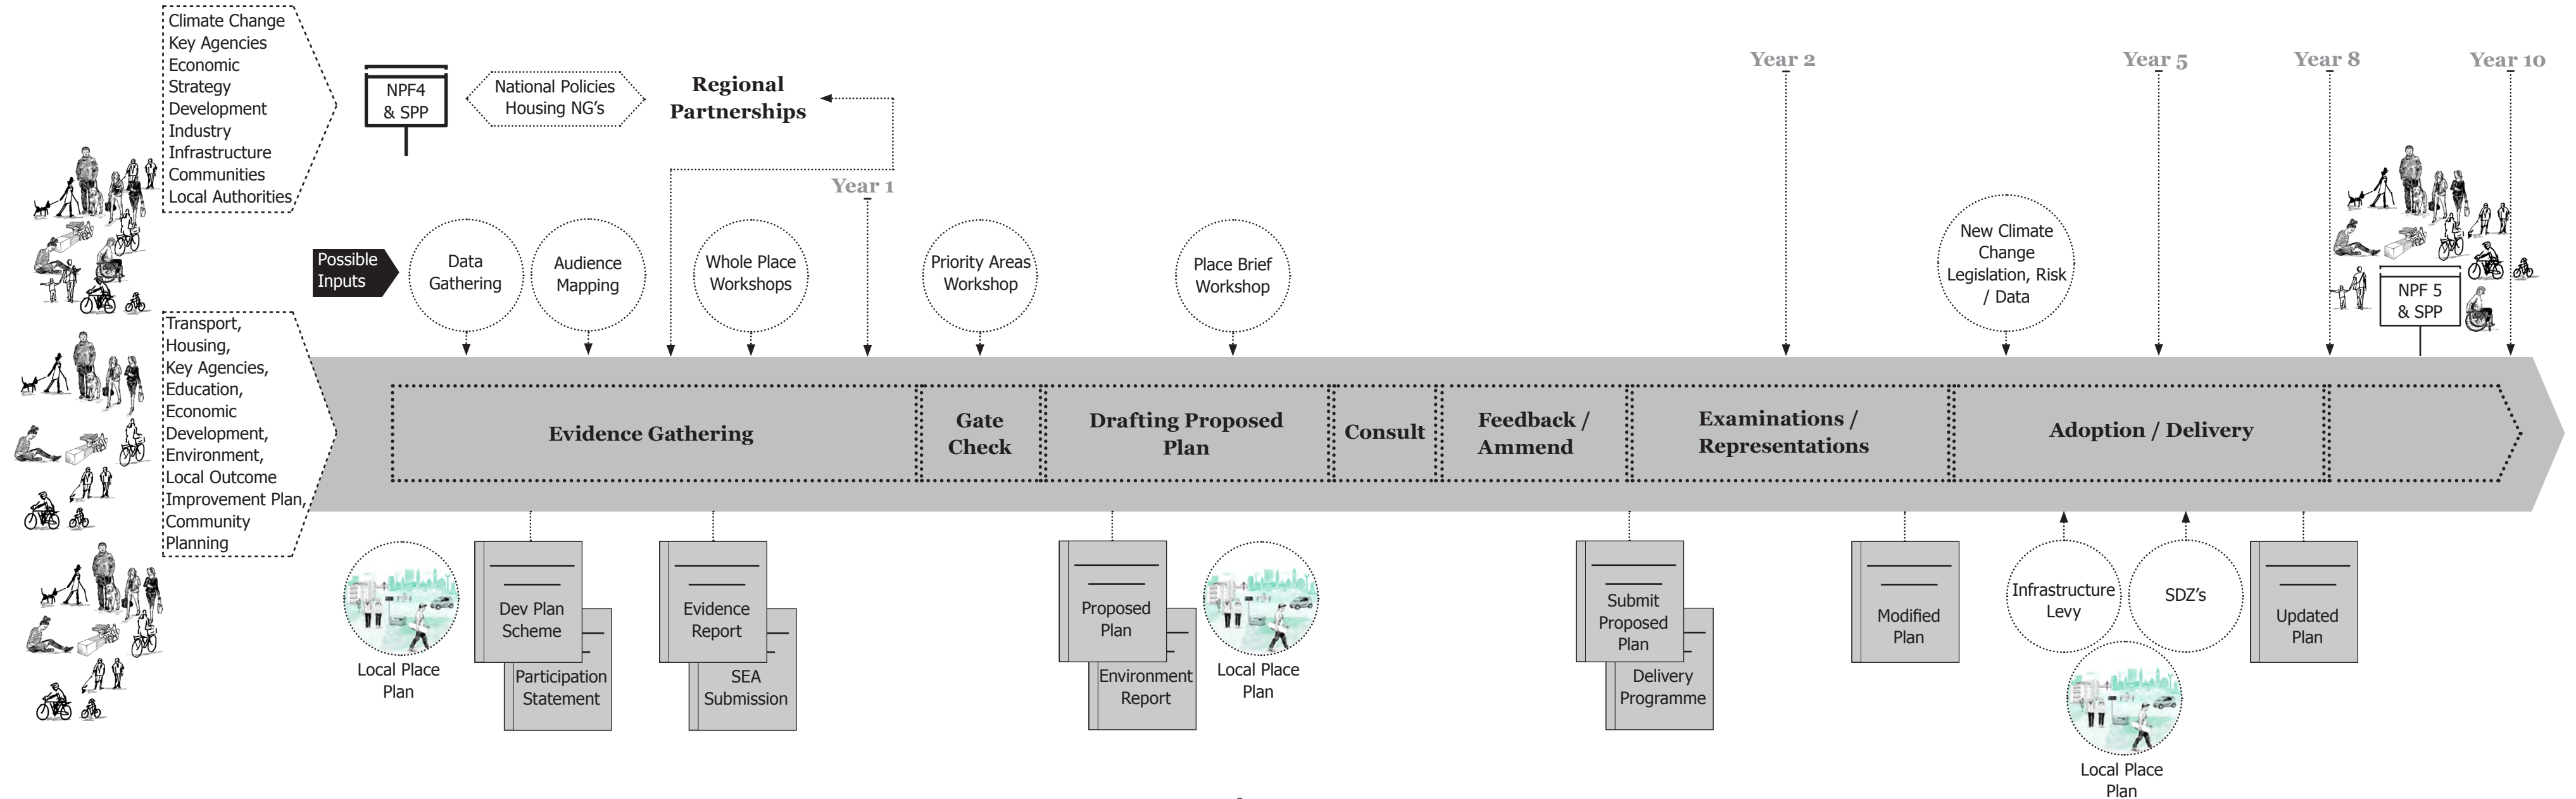 Climate Change
Key Agencies
Economic
Strategy
Development
Industry
Infrastructure
Communities
Local Authorities
NPF4
& SPP
National Policies
Housing NG's
Regional
Partnerships
Year 1
Year 2
Year 5
Year 8
Year 10
Possible
Inputs
Data
Gathering
Audience
Mapping
Whole Place
Workshops
Priority Areas
Workshop
Place Brief
Workshop
New Climate
Change
Legislation, Risk
/ Data
NPF 5
& SPP
Transport,
Housing,
Key Agencies,
Education,
Economic
Development,
Environment,
Local Outcome
Improvement Plan,
Community
Planning
Evidence Gathering
Gate
Check
Drafting Proposed
Plan
Consult
Feedback /
Ammend
Examinations /
Representations
Adoption / Delivery
Local Place
Plan
Dev Plan
Scheme
Participation
Statement
Evidence
Report
SEA
Submission
Proposed
Plan
Environment
Report
Local Place
Plan
Submit
Proposed
Plan
Delivery
Programme
Modified
Plan
Infrastructure
Levy
SDZ's
Local Place
Plan
Updated
Plan